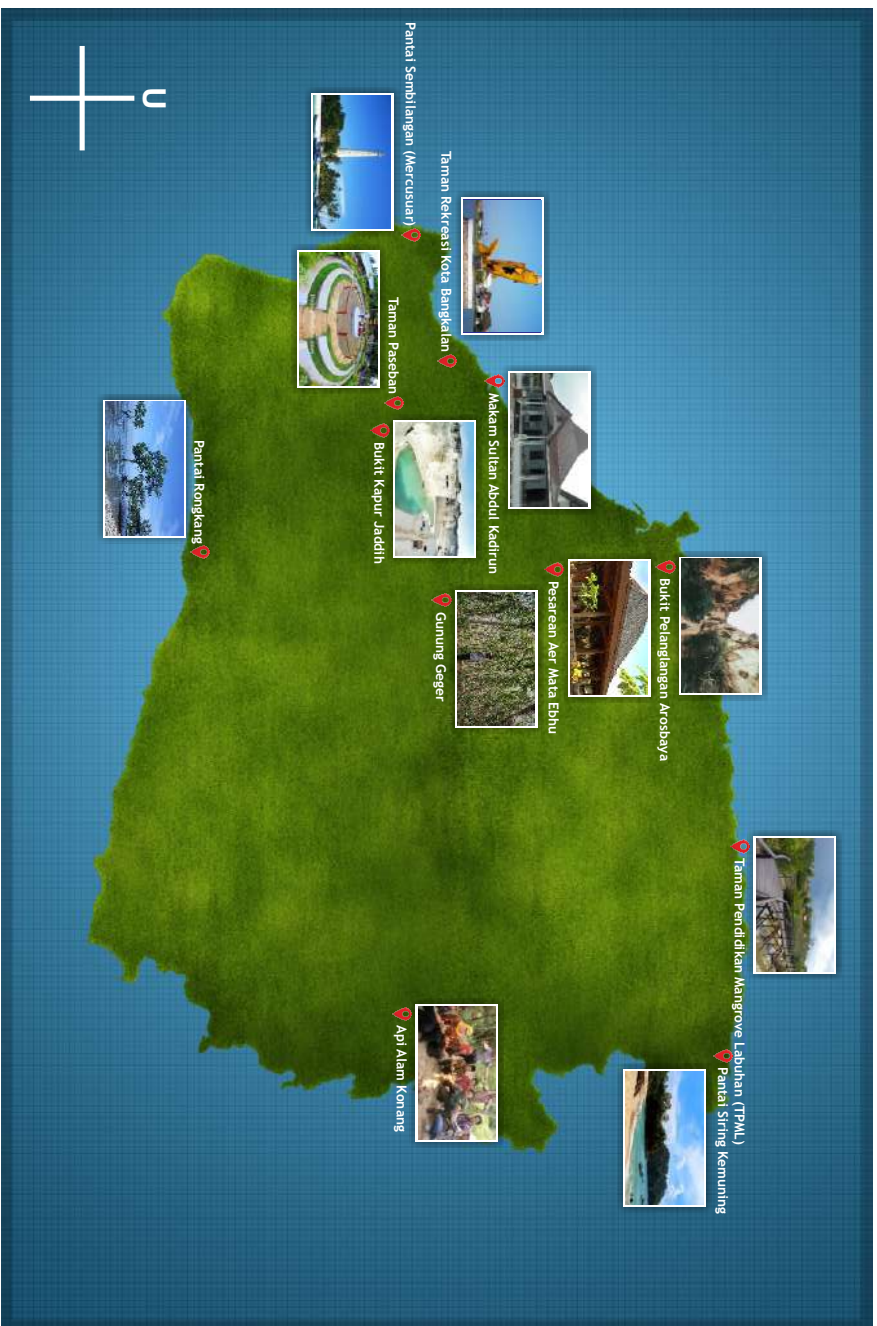 Taman Pendidikan Mangrove Labuhan (TPML)
Pantai Siring Kemuning
Bukit Pelanglangan Arosbaya
Pesarean Aer Mata Ebhu
Makam Sultan Abdul Kadirun
Taman Rekreasi Kota Bangkalan
Gunung Geger
Pantai Sembilangan (Mercusuar)
Api Alam Konang
Taman Paseban
Bukit Kapur Jaddih
Pantai Rongkang
U